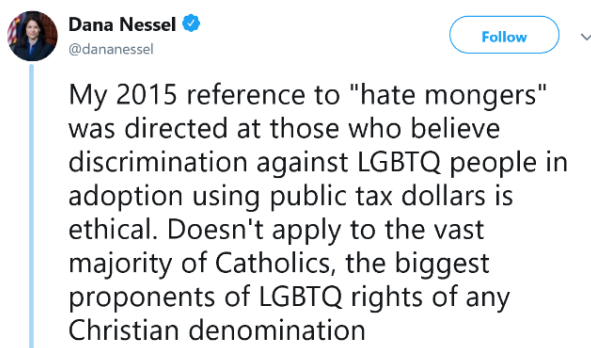 Dana Nessel
Follow
@dananessel
My 2015 reference to "hate mongers"
was directed at those who believe
discrimination against LGBTQ people in
adoption using public tax dollars is
ethical. Doesn't apply to the vast
majority of Catholics, the biggest
proponents of LGBTQ rights of any
Christian denomination